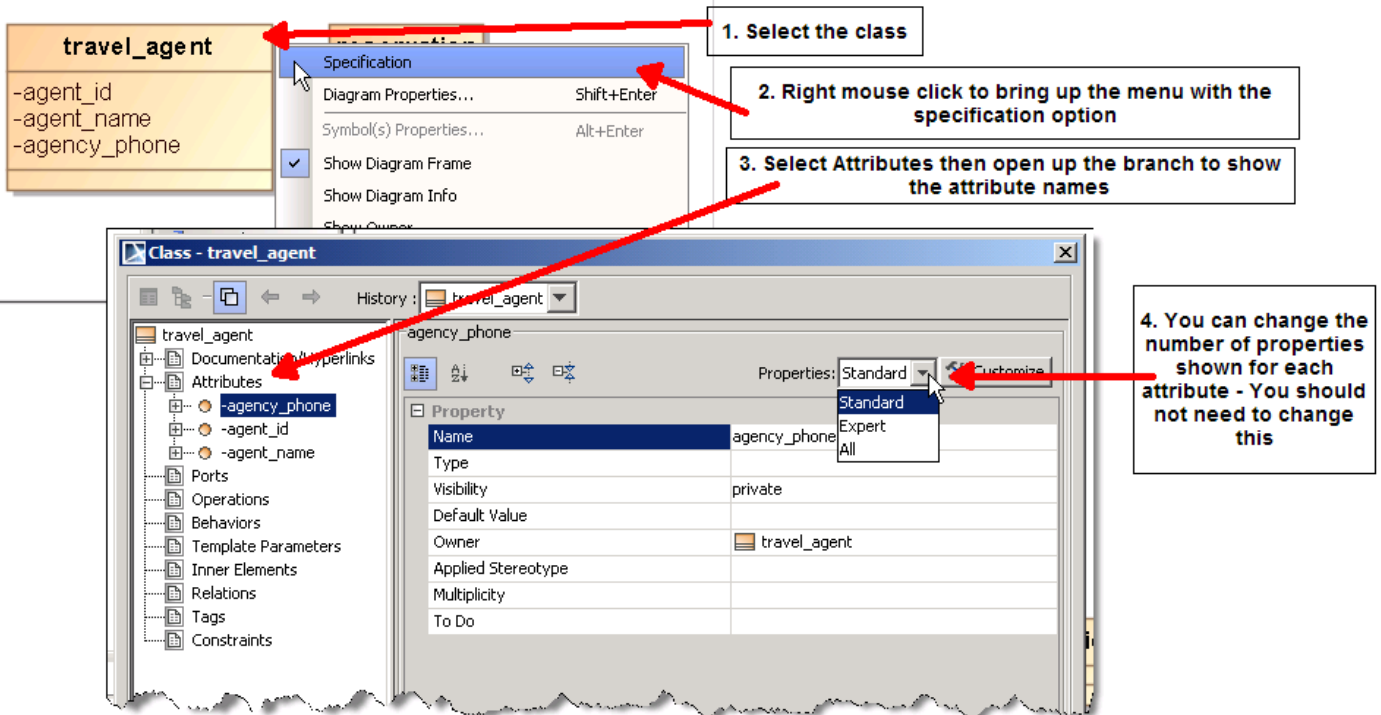 travel_agent
-agent_id
-agent_name
-agency_phone
1. Select the class
Specification
Diagram Properties... Shift+Enter
Symbol(s) Properties... Alt+Enter
Show Diagram Frame
Show Diagram Info
Show Owner
2. Right mouse click to bring up the menu with the
specification option
3. Select Attributes then open up the branch to show
the attribute names
Class - travel_agent
History : travel_agent
travel_agent
Documentation/Hyperlinks
Attributes
-agency_phone
-agent_id
-agent_name
Ports
Operations
Behaviors
Template Parameters
Inner Elements
Relations
Tags
Constraints
agency_phone
Properties: Standard Customize
Standard
Expert
All
Property
Name agency_phone
Type
Visibility private
Default Value
Owner travel_agent
Applied Stereotype
Multiplicity
To Do
4. You can change the
number of properties
shown for each
attribute - You should
not need to change
this